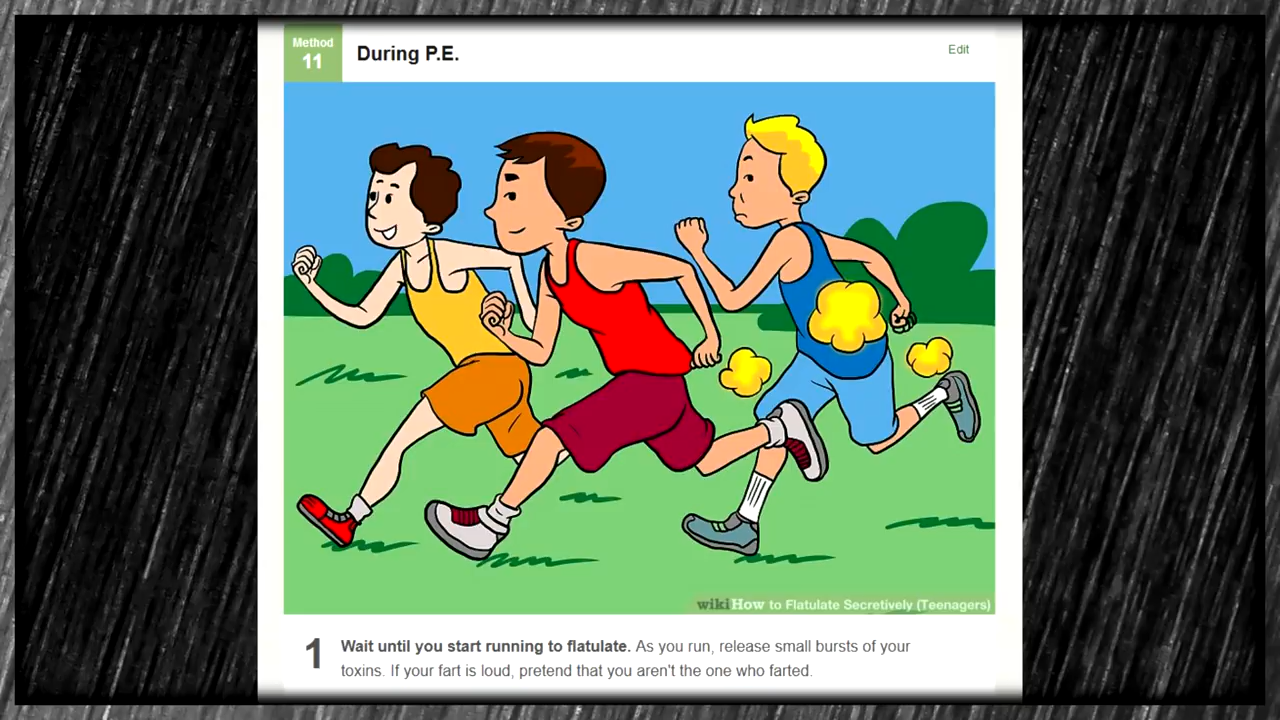 Method
11
During P.E.
Edit
wikiHow to Flatulate Secretively (Teenagers)
1
Wait until you start running to flatulate. As you run, release small bursts of your
toxins. If your fart is loud, pretend that you aren't the one who farted.